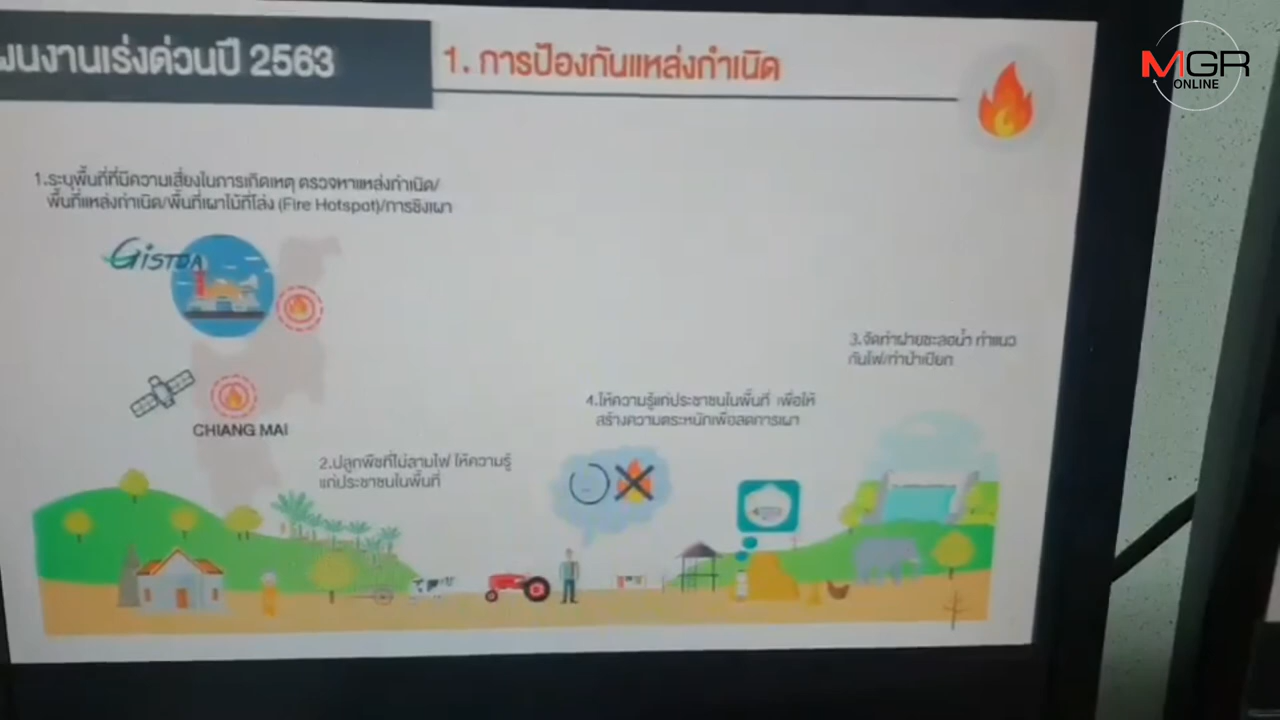 แผนงานเร่งด่วนปี 2563
1. การป้องกันแหล่งกำเนิด
MGR
ONLINE
1.ระบุพื้นที่ที่มีความเสี่ยงในการเกิดเหตุ ตรวจหาแหล่งกำเนิด/
พื้นที่แหล่งกำเนิด/พื้นที่เผาไม้ที่โล่ง (Fire Hotspot)/การชิงเผา
GISTDA
CHIANG MAI
2.ปลูกพืชที่ไม่ลามไฟ ให้ความรู้
แก่ประชาชนในพื้นที่
4.ให้ความรู้แก่ประชาชนในพื้นที่ เพื่อให้
สร้างความตระหนักเพื่อลดการเผา
3.จัดทำฝายชะลอน้ำ ทำแนว
กันไฟ/ทำป่าเปียก